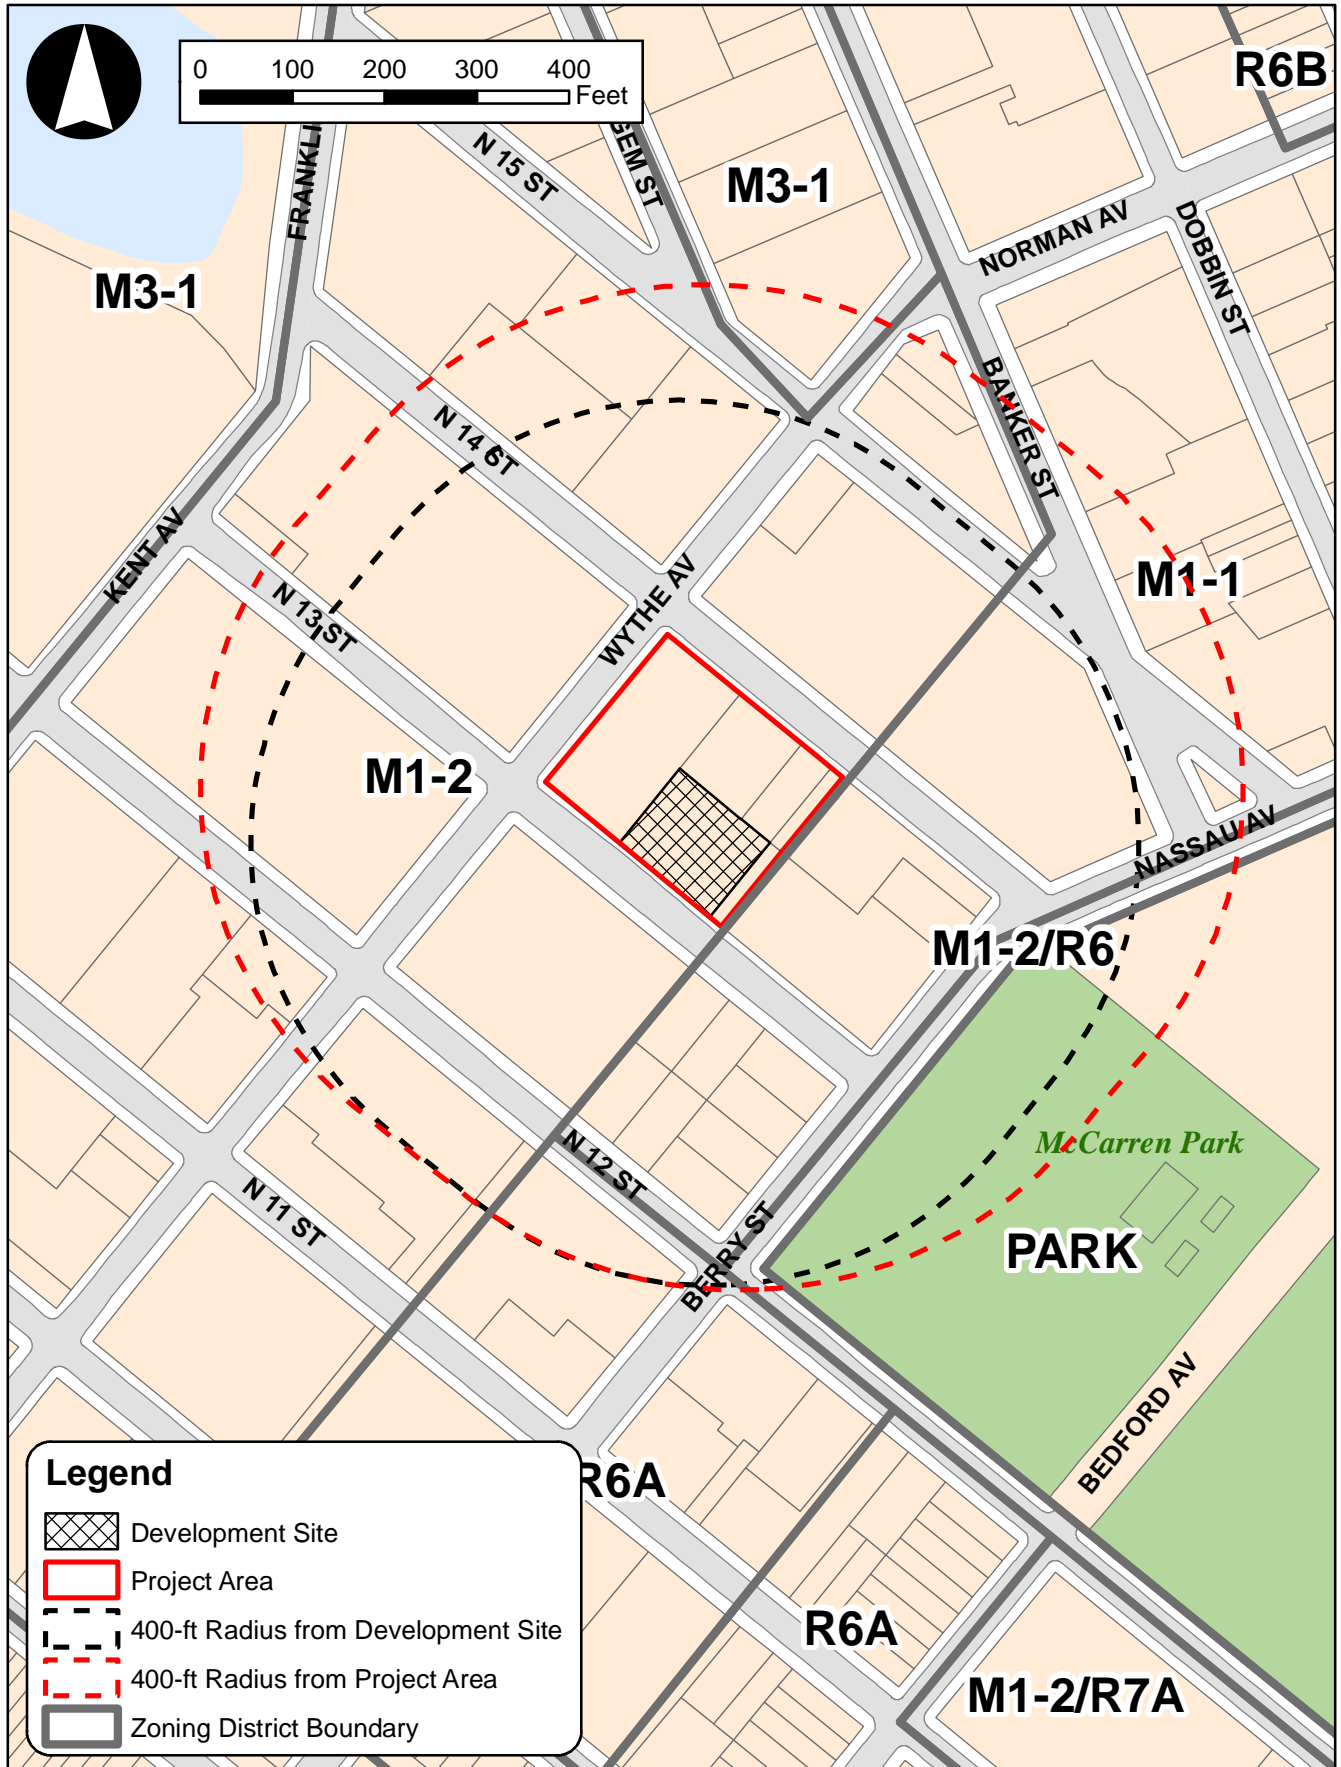 0 100 200 300 400
Feet
R6B
FRANKLI
N 15 ST
GEM ST
M3-1
NORMAN AV
DOBBIN ST
M3-1
BANKER ST
N 14 ST
KENT AV
N 13 ST
WYTHE AV
M1-1
M1-2
NASSAU AV
M1-2/R6
McCarren Park
N 12 ST
N 11 ST
BERRY ST
PARK
BEDFORD AV
R6A
R6A
M1-2/R7A
Legend
Development Site
Project Area
400-ft Radius from Development Site
400-ft Radius from Project Area
Zoning District Boundary